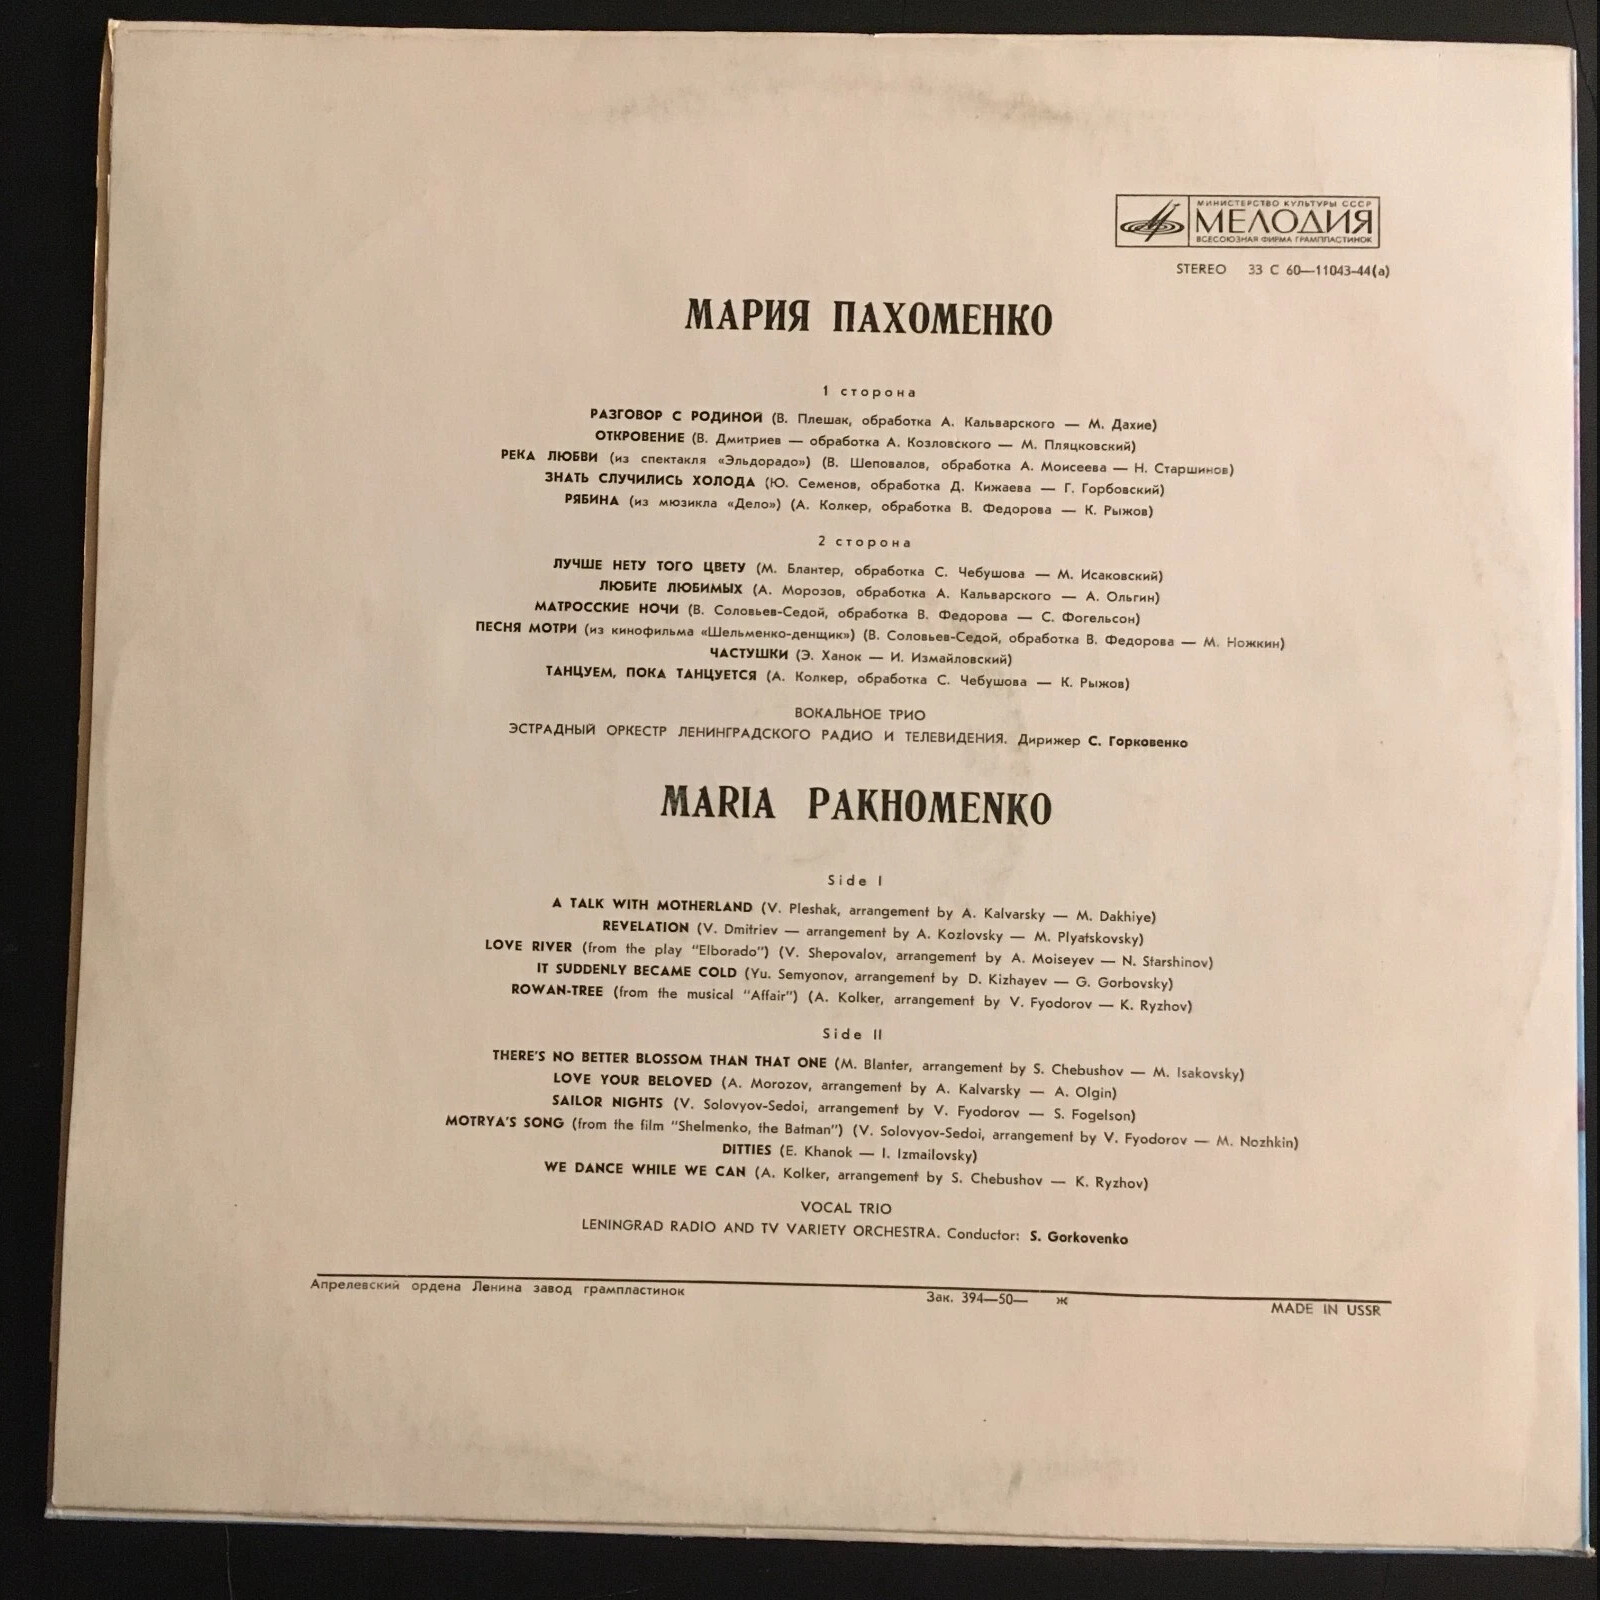 МИНИСТЕРСТВО КУЛЬТУРЫ СССР
МЕЛОДИЯ
ВСЕСОЮЗНАЯ ФИРМА ГРАМПЛАСТИНОК
STEREO 33 С 60—11043-44(а)
МАРИЯ ПАХОМЕНКО
1 сторона
РАЗГОВОР С РОДИНОЙ (В. Плешак, обработка А. Кальварского — М. Дахие)
ОТКРОВЕНИЕ (В. Дмитриев — обработка А. Козловского — М. Пляцковский)
РЕКА ЛЮБВИ (из спектакля «Эльдорадо») (В. Шеповалов, обработка А. Моисеева — Н. Старшинов)
ЗНАТЬ СЛУЧИЛИСЬ ХОЛОДА (Ю. Семенов, обработка Д. Кижаева — Г. Горбовский)
РЯБИНА (из мюзикла «Дело») (А. Колкер, обработка В. Федорова — К. Рыжов)
2 сторона
ЛУЧШЕ НЕТУ ТОГО ЦВЕТУ (М. Блантер, обработка С. Чебушова — М. Исаковский)
ЛЮБИТЕ ЛЮБИМЫХ (А. Морозов, обработка А. Кальварского — А. Ольгин)
МАТРОССКИЕ НОЧИ (В. Соловьев-Седой, обработка В. Федорова — С. Фогельсон)
ПЕСНЯ МОТРИ (из кинофильма «Шельменко-денщик») (В. Соловьев-Седой, обработка В. Федорова — М. Ножкин)
ЧАСТУШКИ (Э. Ханок — И. Измайловский)
ТАНЦУЕМ, ПОКА ТАНЦУЕТСЯ (А. Колкер, обработка С. Чебушова — К. Рыжов)
ВОКАЛЬНОЕ ТРИО
ЭСТРАДНЫЙ ОРКЕСТР ЛЕНИНГРАДСКОГО РАДИО И ТЕЛЕВИДЕНИЯ. Дирижер С. Горковенко
MARIA PAKHOMENKO
Side I
A TALK WITH MOTHERLAND (V. Pleshak, arrangement by A. Kalvarsky — M. Dakhiye)
REVELATION (V. Dmitriev — arrangement by A. Kozlovsky — M. Plyatskovsky)
LOVE RIVER (from the play "Elborado") (V. Shepovalov, arrangement by A. Moiseyev — N. Starshinov)
IT SUDDENLY BECAME COLD (Yu. Semyonov, arrangement by D. Kizhayev — G. Gorbovsky)
ROWAN-TREE (from the musical "Affair") (A. Kolker, arrangement by V. Fyodorov — K. Ryzhov)
Side II
THERE'S NO BETTER BLOSSOM THAN THAT ONE (M. Blanter, arrangement by S. Chebushov — M. Isakovsky)
LOVE YOUR BELOVED (A. Morozov, arrangement by A. Kalvarsky — A. Olgin)
SAILOR NIGHTS (V. Solovyov-Sedoi, arrangement by V. Fyodorov — S. Fogelson)
MOTRYA'S SONG (from the film "Shelmenko, the Batman") (V. Solovyov-Sedoi, arrangement by V. Fyodorov — M. Nozhkin)
DITTIES (E. Khanok — I. Izmailovsky)
WE DANCE WHILE WE CAN (A. Kolker, arrangement by S. Chebushov — K. Ryzhov)
VOCAL TRIO
LENINGRAD RADIO AND TV VARIETY ORCHESTRA. Conductor: S. Gorkovenko
Апрелевский ордена Ленина завод грампластинок Зак. 394—50— ж MADE IN USSR